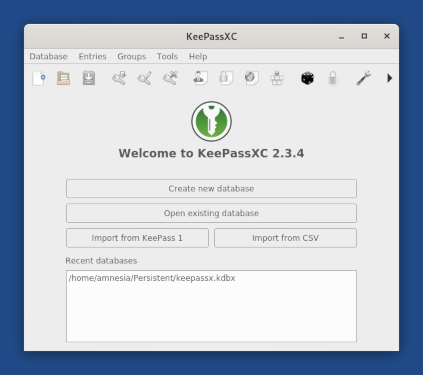 KeePassXC
Database Entries Groups Tools Help
Welcome to KeePassXC 2.3.4
Create new database
Open existing database
Import from KeePass 1 Import from CSV
Recent databases
/home/amnesia/Persistent/keepassx.kdbx